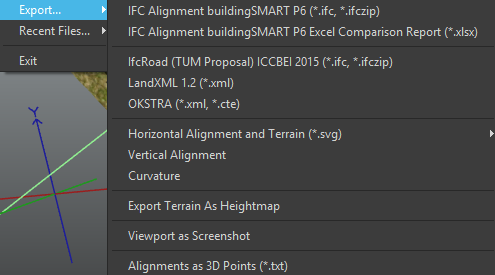 Export...
Recent Files...
Exit
IFC Alignment buildingSMART P6 (*.ifc, *.ifczip)
IFC Alignment buildingSMART P6 Excel Comparison Report (*.xlsx)
IfcRoad (TUM Proposal) ICCBEI 2015 (*.ifc, *.ifczip)
LandXML 1.2 (*.xml)
OKSTRA (*.xml, *.cte)
Horizontal Alignment and Terrain (*.svg)
Vertical Alignment
Curvature
Export Terrain As Heightmap
Viewport as Screenshot
Alignments as 3D Points (*.txt)
Y